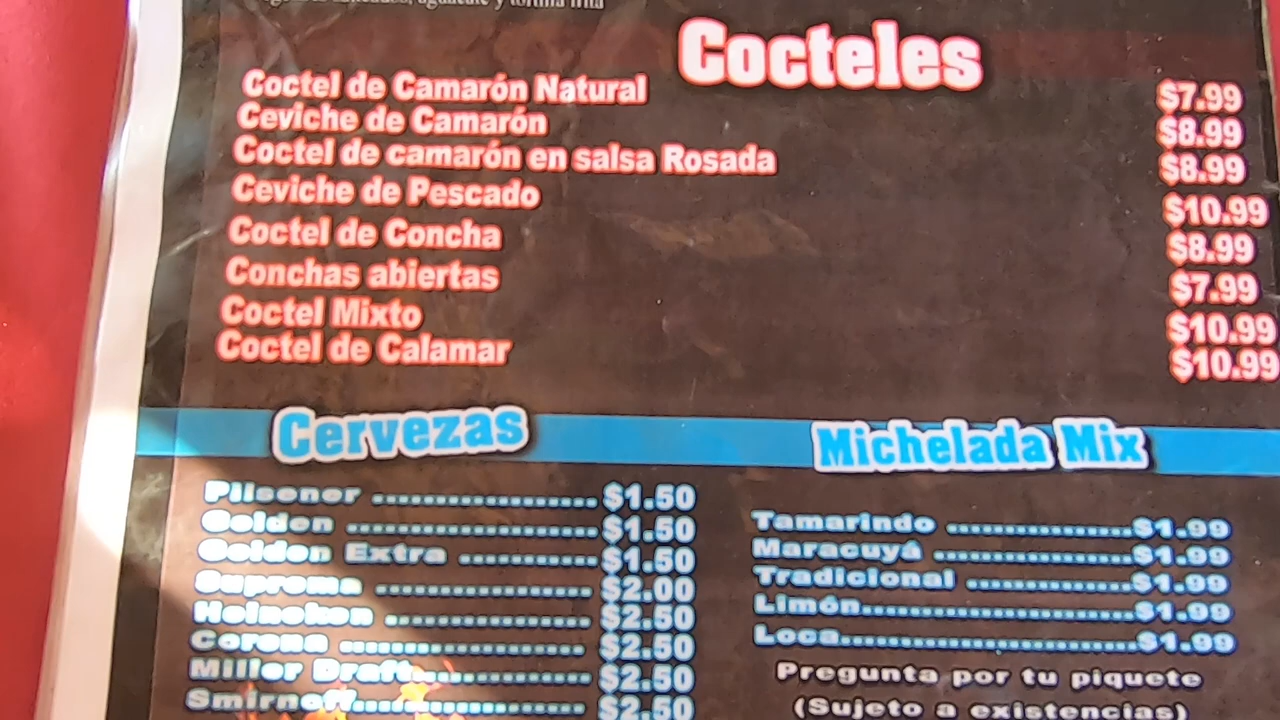 aguacate y tortilla frita
Cocteles
Coctel de Camarón Natural $7.99
Ceviche de Camarón $8.99
Coctel de camarón en salsa Rosada $8.99
Ceviche de Pescado $10.99
Coctel de Concha $8.99
Conchas abiertas $7.99
Coctel Mixto $10.99
Coctel de Calamar $10.99
Cervezas
Pilsener ................... $1.50
Golden ..................... $1.50
Golden Extra ............ $1.50
Suprema ................... $2.00
Heineken .................. $2.50
Corona ..................... $2.50
Miller Draft............... $2.50
Smirnoff.................... $2.50
Michelada Mix
Tamarindo ................$1.99
Maracuyá .................$1.99
Tradicional ..............$1.99
Limón.......................$1.99
Loca.........................$1.99
Pregunta por tu piquete
(Sujeto a existencias)